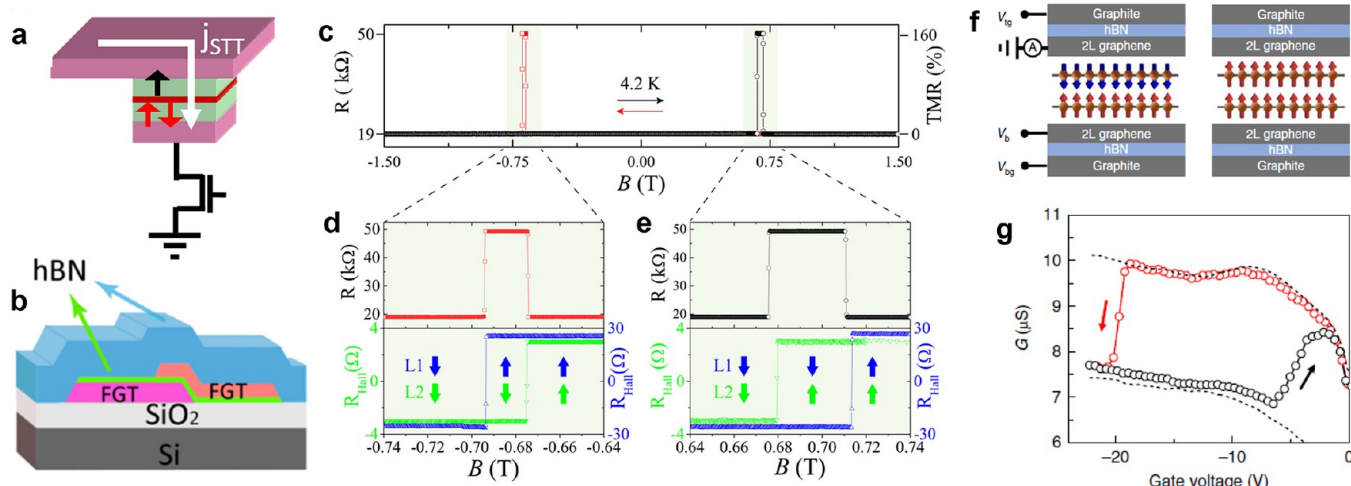 a
jSTT
b
hBN
FGT
FGT
SiO₂
Si
c
50
19
R (kΩ)
4.2 K
160
0
TMR (%)
-1.50
-0.75
0.00
0.75
1.50
B (T)
d
50
40
30
20
R (kΩ)
4
0
-4
RHall(Ω)
L1
L2
30
0
-30
RHall(Ω)
-0.74
-0.72
-0.70
-0.68
-0.66
-0.64
B (T)
e
50
40
30
20
R (kΩ)
4
0
-4
RHall(Ω)
L1
L2
30
0
-30
RHall(Ω)
0.64
0.66
0.68
0.70
0.72
0.74
B (T)
f
Vtg
A
Vb
Vbg
Graphite
hBN
2L graphene
2L graphene
hBN
Graphite
Graphite
hBN
2L graphene
2L graphene
hBN
Graphite
g
11
10
9
8
7
6
G (μS)
−20
−10
0
Gate voltage (V)